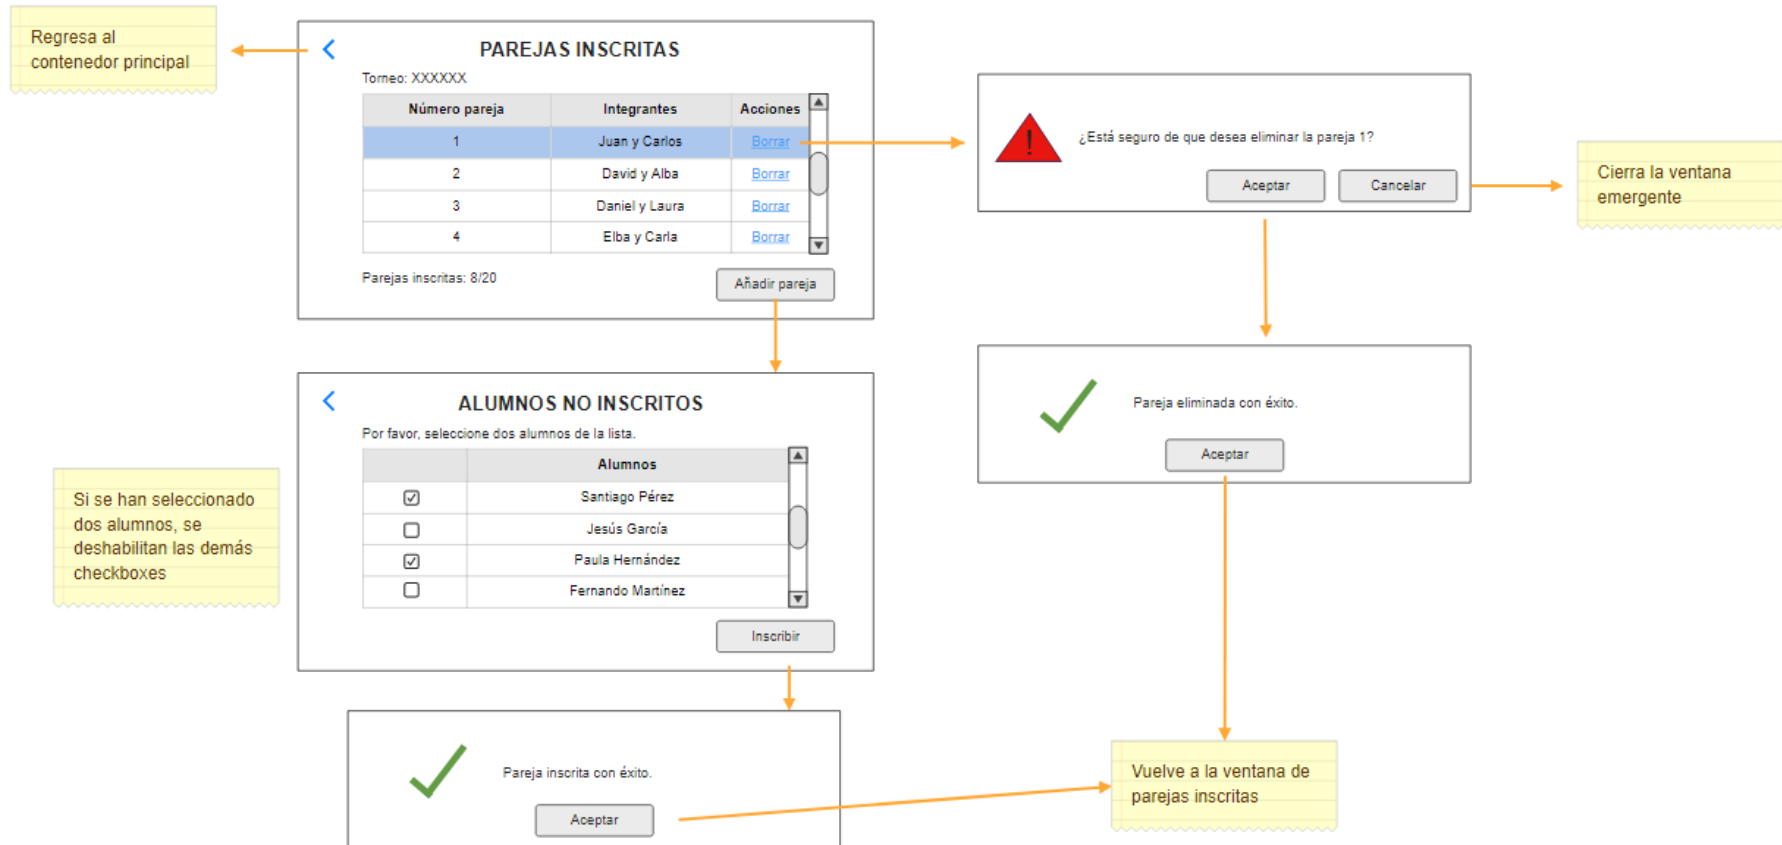 Regresa al
contenedor principal
PAREJAS INSCRITAS
Torneo: XXXXXX
Número pareja Integrantes Acciones
1 Juan y Carlos Borrar
2 David y Alba Borrar
3 Daniel y Laura Borrar
4 Elba y Carla Borrar
Parejas inscritas: 8/20
Añadir pareja
¿Está seguro de que desea eliminar la pareja 1?
Aceptar Cancelar
Cierra la ventana
emergente
Pareja eliminada con éxito.
Aceptar
ALUMNOS NO INSCRITOS
Por favor, seleccione dos alumnos de la lista.
Alumnos
Santiago Pérez
Jesús García
Paula Hernández
Fernando Martínez
Inscribir
Si se han seleccionado
dos alumnos, se
deshabilitan las demás
checkboxes
Pareja inscrita con éxito.
Aceptar
Vuelve a la ventana de
parejas inscritas